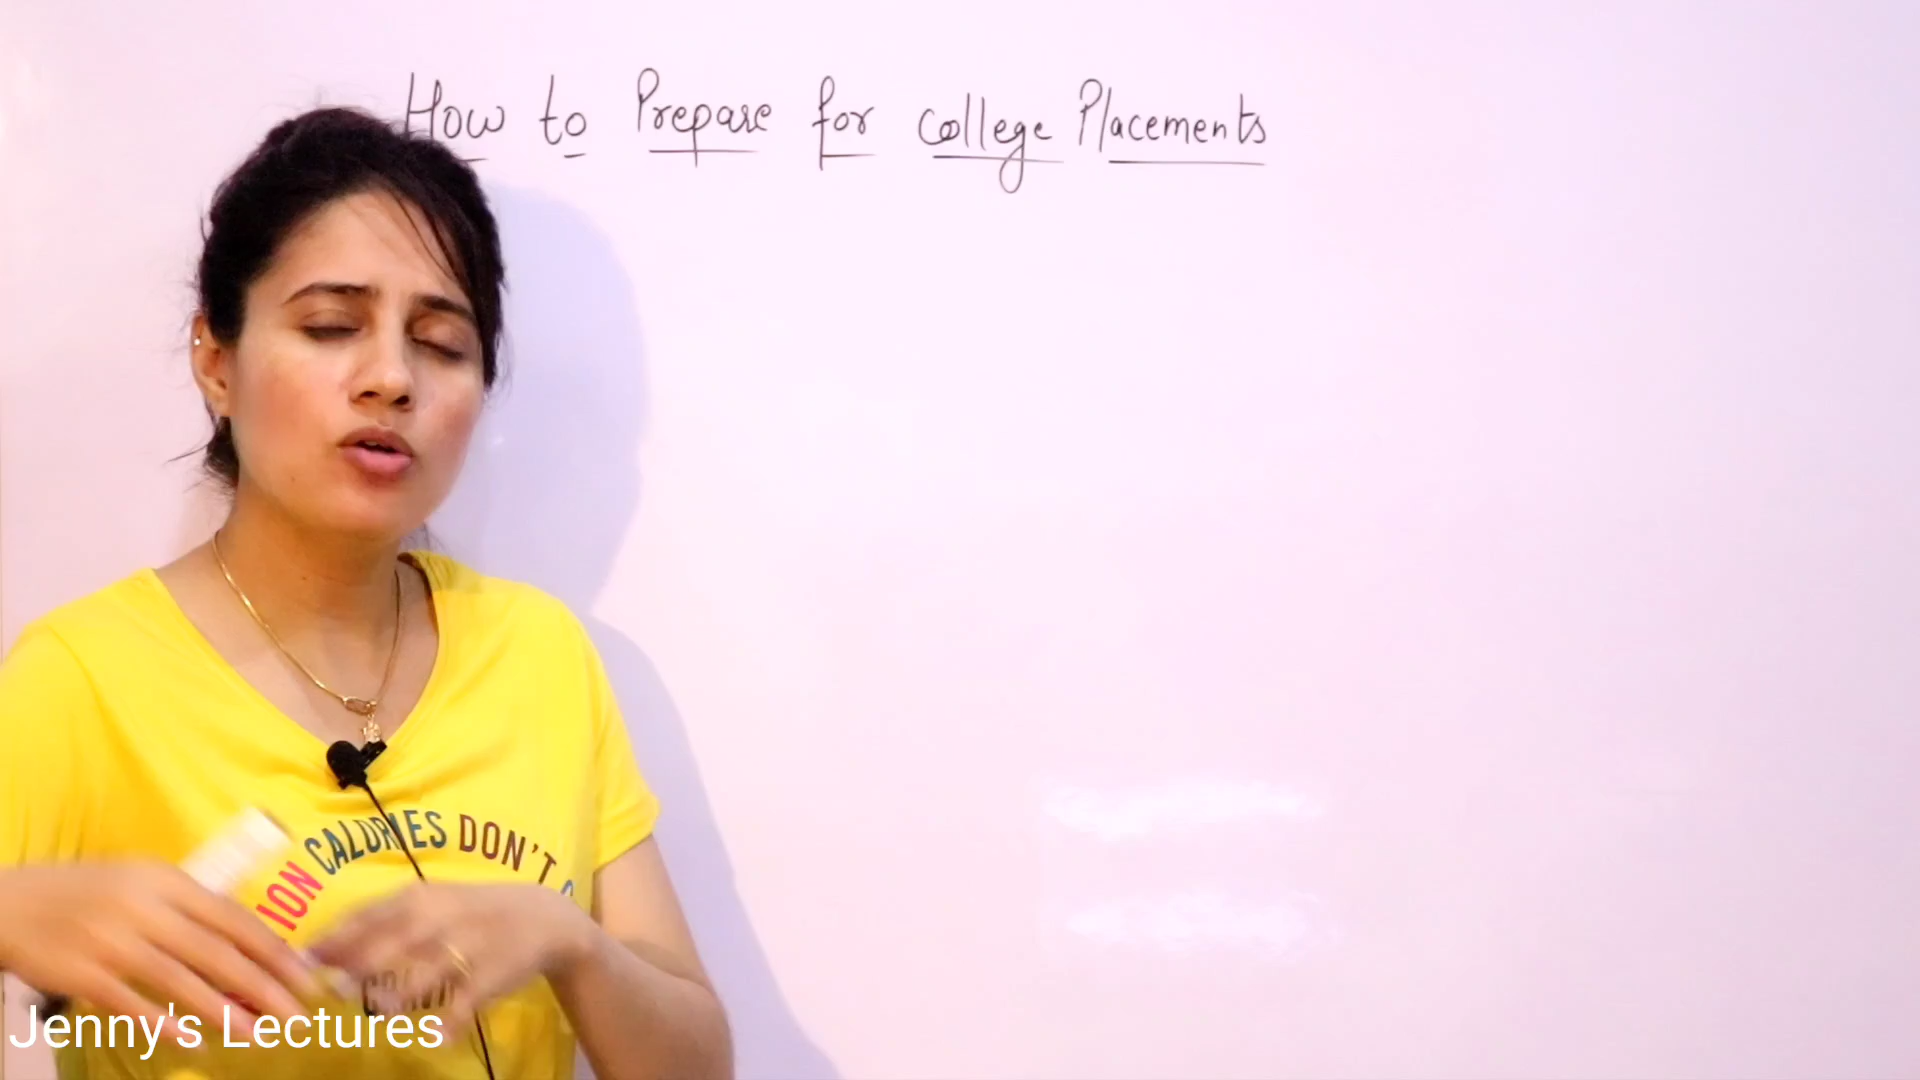 How to Prepare for college Placements
CALORIES DON'T
Jenny's Lectures